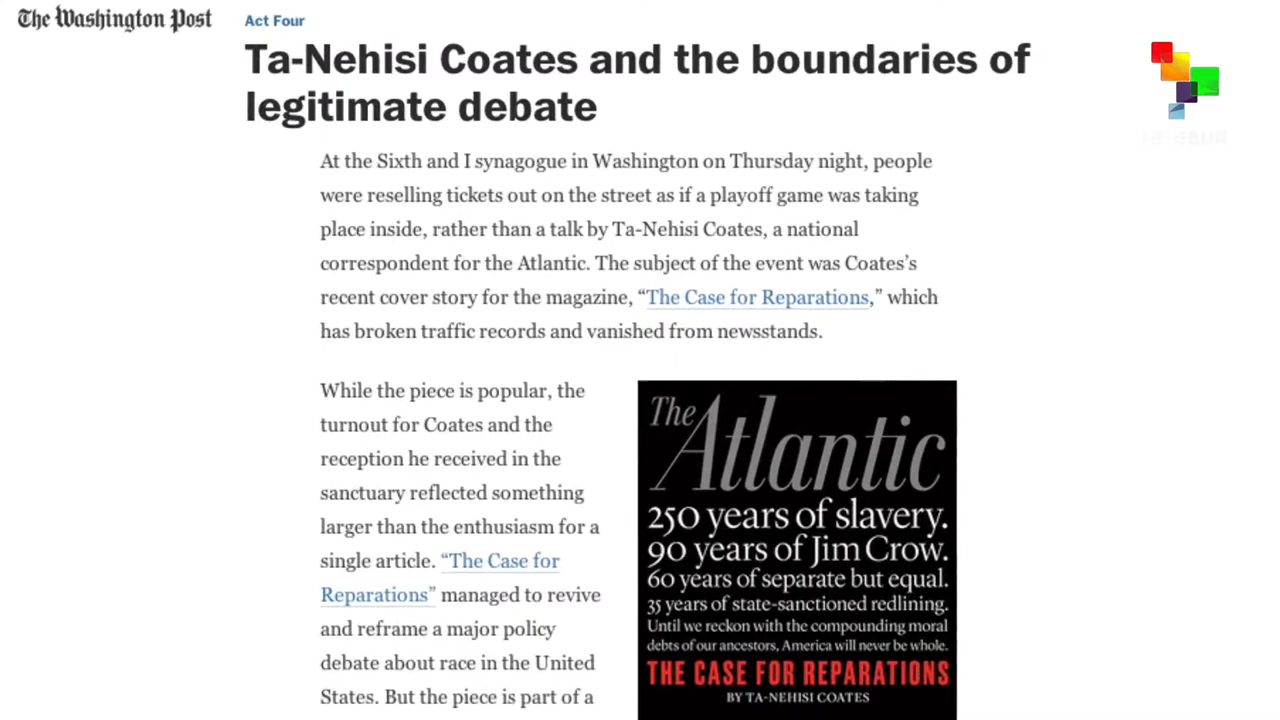 The Washington Post
Act Four
Ta-Nehisi Coates and the boundaries of
legitimate debate
At the Sixth and I synagogue in Washington on Thursday night, people
were reselling tickets out on the street as if a playoff game was taking
place inside, rather than a talk by Ta-Nehisi Coates, a national
correspondent for the Atlantic. The subject of the event was Coates’s
recent cover story for the magazine, “The Case for Reparations,” which
has broken traffic records and vanished from newsstands.
While the piece is popular, the
turnout for Coates and the
reception he received in the
sanctuary reflected something
larger than the enthusiasm for a
single article. “The Case for
Reparations” managed to revive
and reframe a major policy
debate about race in the United
States. But the piece is part of a
The Atlantic
250 years of slavery.
90 years of Jim Crow.
60 years of separate but equal.
35 years of state-sanctioned redlining.
Until we reckon with the compounding moral
debts of our ancestors, America will never be whole.
THE CASE FOR REPARATIONS
BY TA-NEHISI COATES